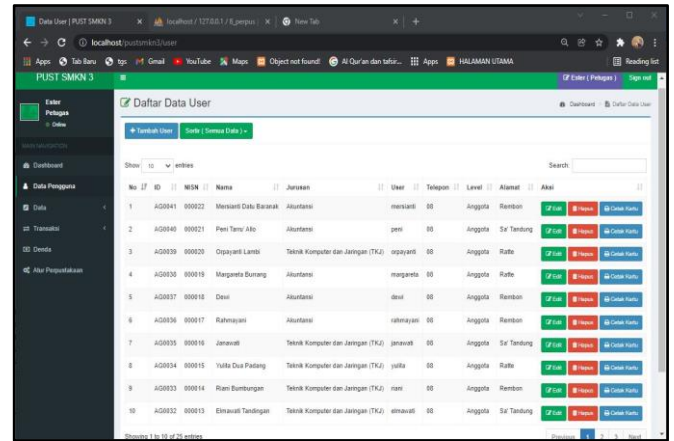 Data User | PUST SMKN 3
localhost / 127.0.0.1 / ti_perpus |
New Tab
localhost/pustsmkn3/user
Apps Tab Baru tgs Gmail YouTube Maps Object not found! Al Qur'an dan tafsir... Apps HALAMAN UTAMA Reading list
PUST SMKN 3
Ester ( Petugas ) Sign out
Ester
Petugas
Online
MAIN NAVIGATION
Dashboard
Data Pengguna
Data
Transaksi
Denda
Alur Perpustakaan
Daftar Data User
Dashboard Daftar Data User
Tambah User Sortir ( Semua Data )
Show 10 entries Search:
No ID NISN Nama Jurusan User Telepon Level Alamat Aksi
1 AG0041 000022 Mersianti Datu Baranak Akuntansi mersianti 08 Anggota Rembon Edit Hapus Cetak Kartu
2 AG0040 000021 Peni Tarru' Allo Akuntansi peni 08 Anggota Sa' Tandung Edit Hapus Cetak Kartu
3 AG0039 000020 Orpayanti Lambi Teknik Komputer dan Jaringan (TKJ) orpayanti 08 Anggota Ratte Edit Hapus Cetak Kartu
4 AG0038 000019 Margareta Burrang Akuntansi margareta 08 Anggota Ratte Edit Hapus Cetak Kartu
5 AG0037 000018 Dewi Akuntansi dewi 08 Anggota Rembon Edit Hapus Cetak Kartu
6 AG0036 000017 Rahmayani Akuntansi rahmayani 08 Anggota Rembon Edit Hapus Cetak Kartu
7 AG0035 000016 Janawati Teknik Komputer dan Jaringan (TKJ) janawati 08 Anggota Sa' Tandung Edit Hapus Cetak Kartu
8 AG0034 000015 Yulita Dua Padang Teknik Komputer dan Jaringan (TKJ) yulita 08 Anggota Ratte Edit Hapus Cetak Kartu
9 AG0033 000014 Riani Bumbungan Teknik Komputer dan Jaringan (TKJ) riani 08 Anggota Rembon Edit Hapus Cetak Kartu
10 AG0032 000013 Elmawati Tandingan Teknik Komputer dan Jaringan (TKJ) elmawati 08 Anggota Sa' Tandung Edit Hapus Cetak Kartu
Showing 1 to 10 of 25 entries Previous 1 2 3 Next